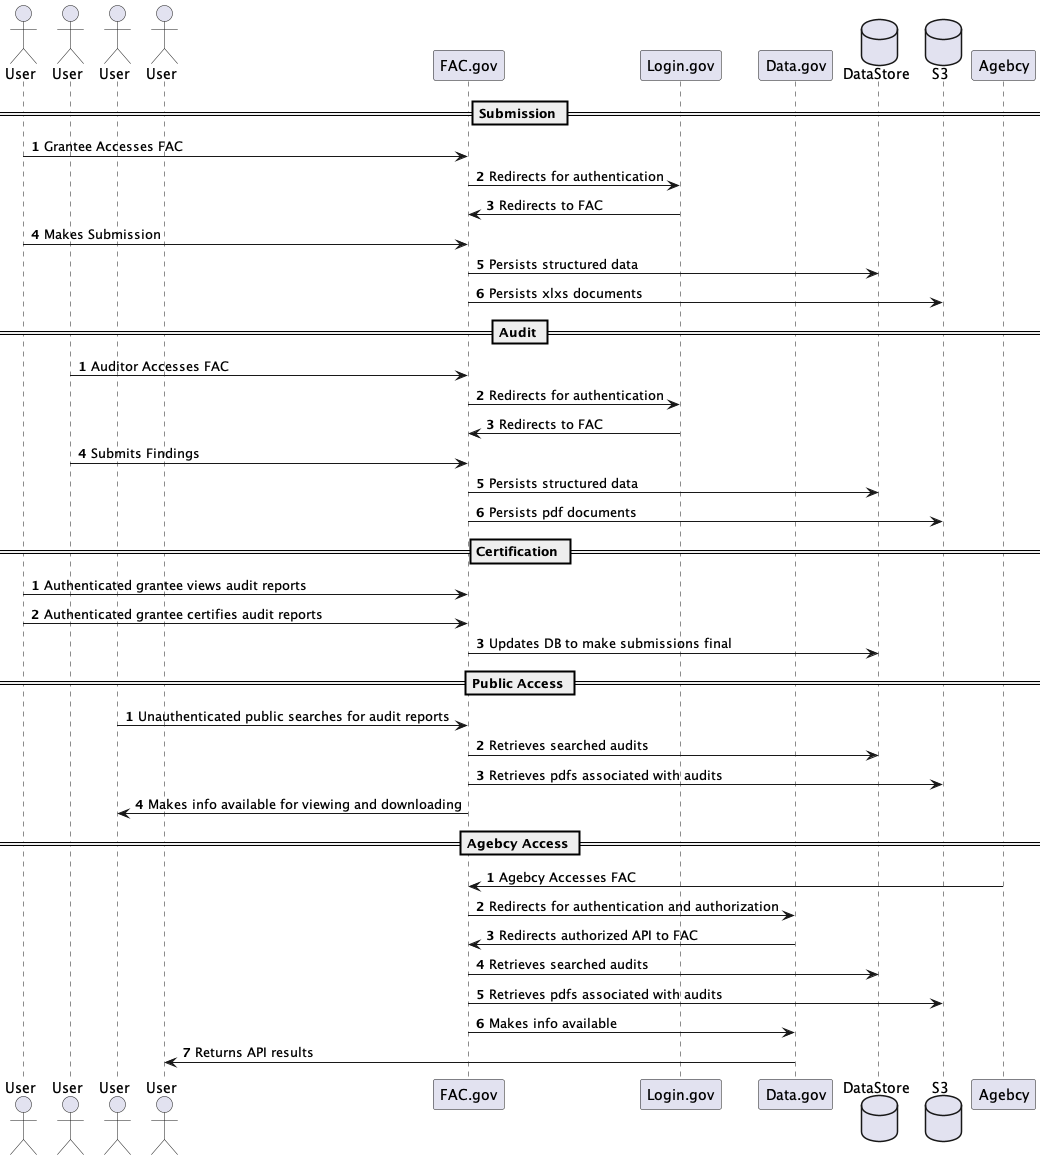 User User User User FAC.gov Login.gov Data.gov DataStore S3 Agebcy
Submission
1 Grantee Accesses FAC
2 Redirects for authentication
3 Redirects to FAC
4 Makes Submission
5 Persists structured data
6 Persists xlxs documents
Audit
1 Auditor Accesses FAC
2 Redirects for authentication
3 Redirects to FAC
4 Submits Findings
5 Persists structured data
6 Persists pdf documents
Certification
1 Authenticated grantee views audit reports
2 Authenticated grantee certifies audit reports
3 Updates DB to make submissions final
Public Access
1 Unauthenticated public searches for audit reports
2 Retrieves searched audits
3 Retrieves pdfs associated with audits
4 Makes info available for viewing and downloading
Agebcy Access
1 Agebcy Accesses FAC
2 Redirects for authentication and authorization
3 Redirects authorized API to FAC
4 Retrieves searched audits
5 Retrieves pdfs associated with audits
6 Makes info available
7 Returns API results
User User User User FAC.gov Login.gov Data.gov DataStore S3 Agebcy